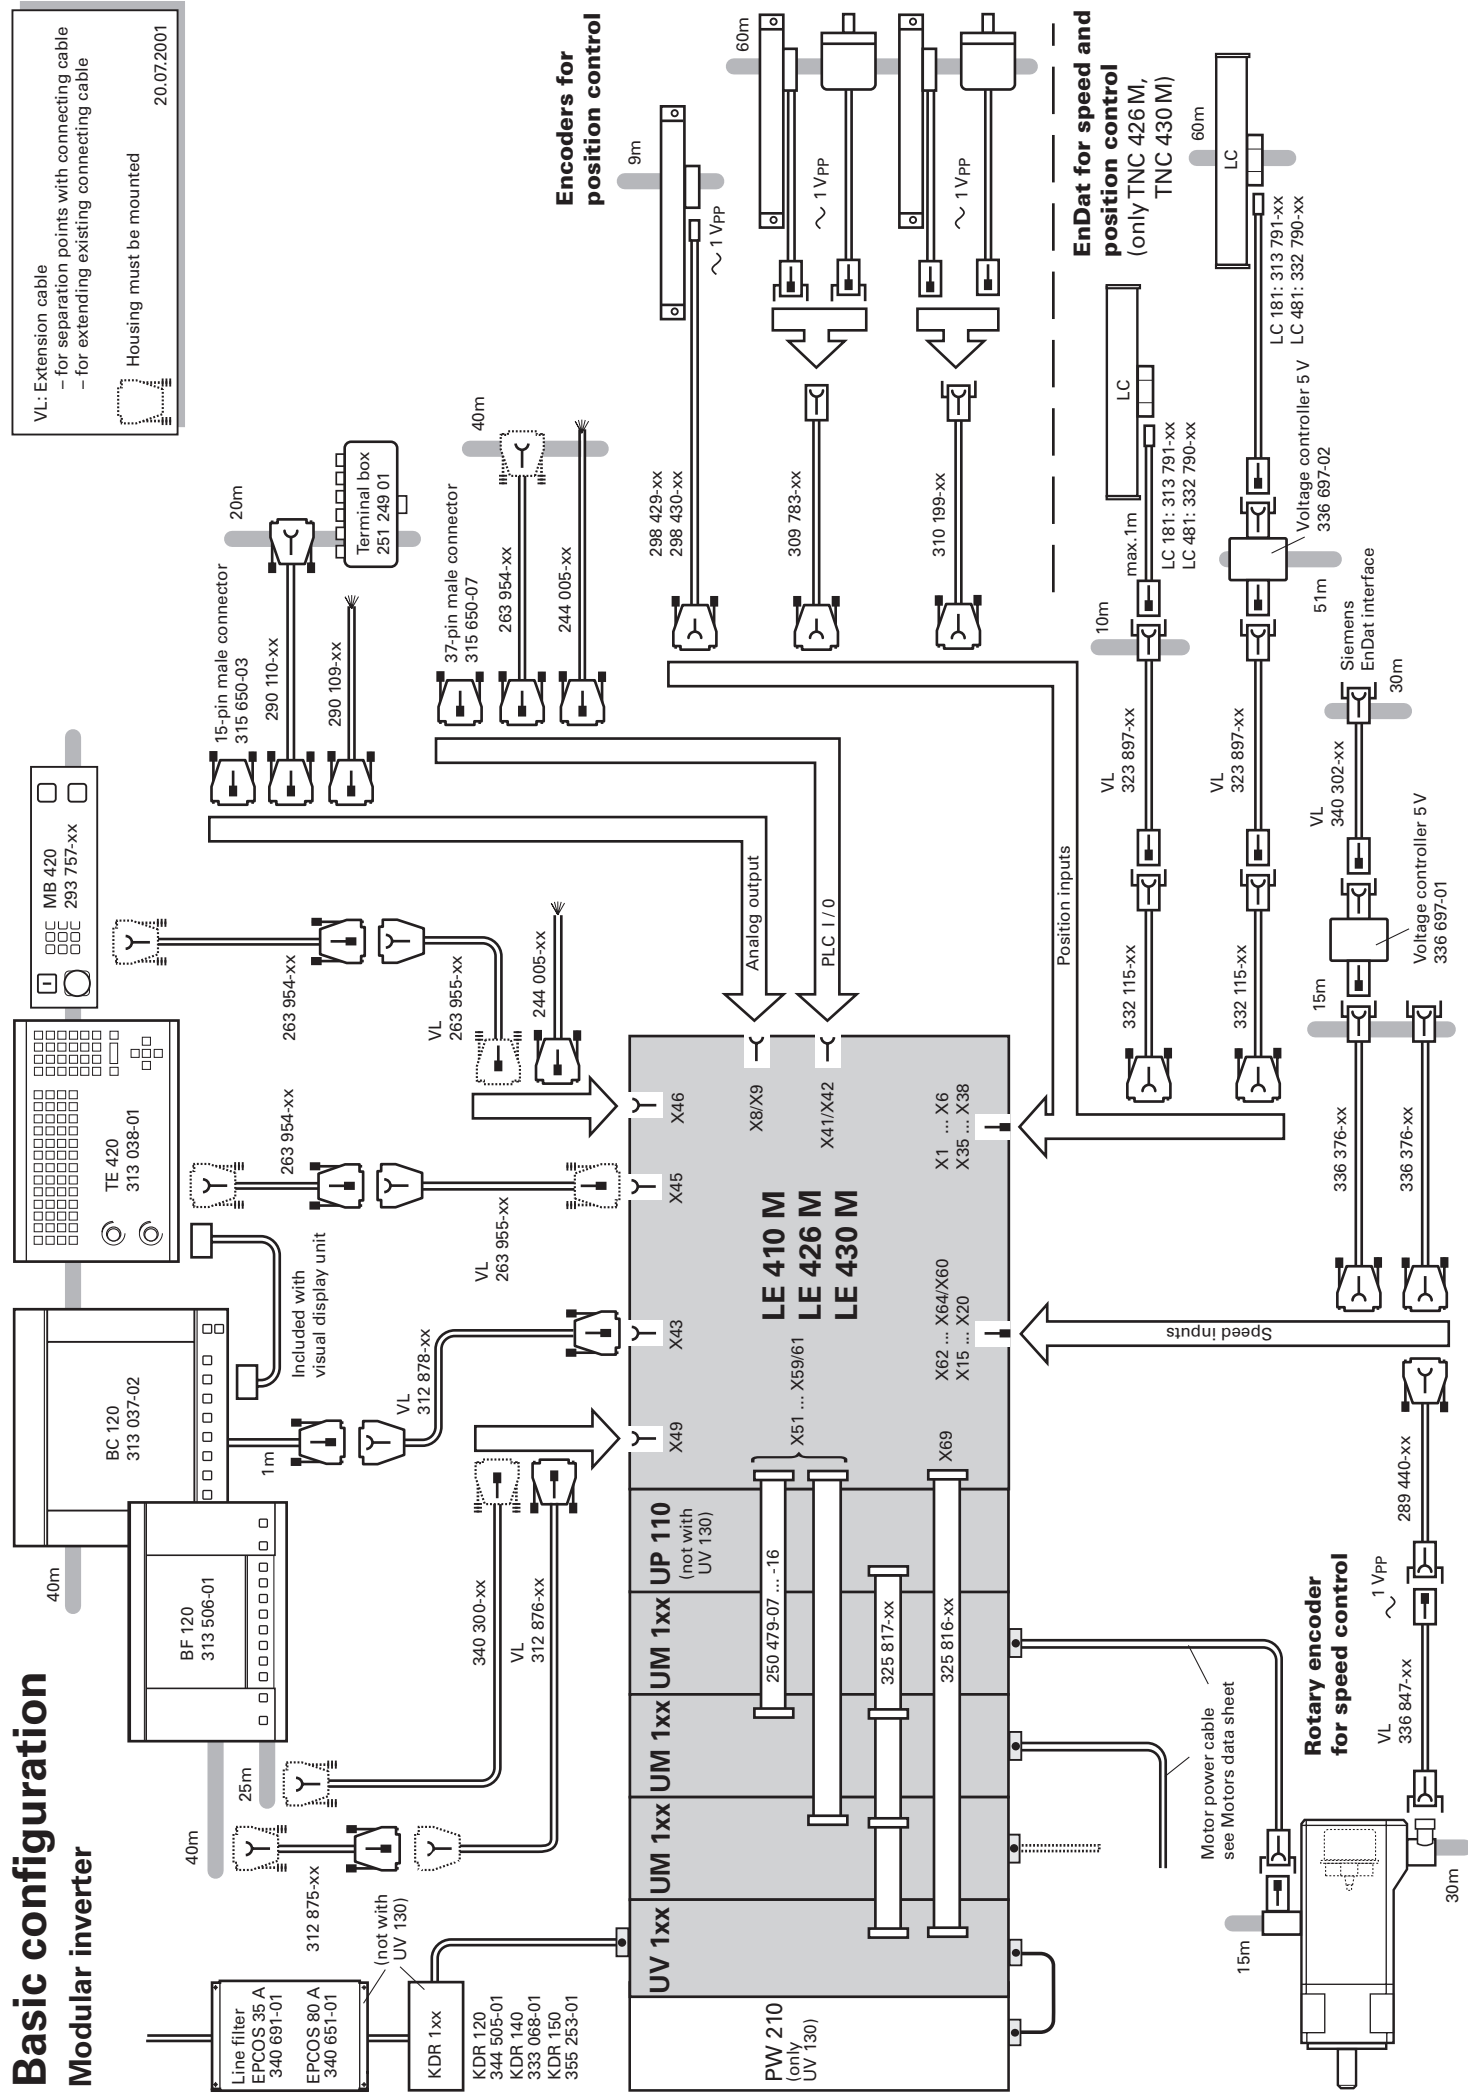 Basic configuration
Modular inverter
VL: Extension cable
– for separation points with connecting cable
– for extending existing connecting cable
Housing must be mounted
20.07.2001
40m
BC 120
313 037-02
TE 420
313 038-01
MB 420
293 757-xx
BF 120
313 506-01
Included with
visual display unit
1m
VL
312 878-xx
263 954-xx
VL
263 955-xx
263 954-xx
VL
263 955-xx
244 005-xx
40m
25m
312 875-xx
340 300-xx
VL
312 876-xx
15-pin male connector
315 650-03
290 110-xx
290 109-xx
20m
Terminal box
251 249 01
37-pin male connector
315 650-07
263 954-xx
244 005-xx
40m
Analog output
PLC I / 0
Line filter
EPCOS 35 A
340 691-01
EPCOS 80 A
340 651-01
(not with
UV 130)
KDR 1xx
KDR 120
344 505-01
KDR 140
333 068-01
KDR 150
355 253-01
Encoders for
position control
9m
298 429-xx
298 430-xx
~ 1 VPP
60m
309 783-xx
~ 1 VPP
310 199-xx
~ 1 VPP
Position inputs
PW 210
(only
UV 130)
UV 1xx
UM 1xx
UM 1xx
UM 1xx
UP 110
(not with
UV 130)
250 479-07 ... -16
325 817-xx
325 816-xx
X49
X43
X45
X46
X8/X9
X41/X42
X51 ... X59/61
X69
LE 410 M
LE 426 M
LE 430 M
X62 ... X64/X60
X15 ... X20
X1 ... X6
X35 ... X38
EnDat for speed and
position control
(only TNC 426 M,
TNC 430 M)
332 115-xx
VL
323 897-xx
10m
max.1m
LC
LC 181: 313 791-xx
LC 481: 332 790-xx
332 115-xx
VL
323 897-xx
51m
Voltage controller 5 V
336 697-02
LC
60m
LC 181: 313 791-xx
LC 481: 332 790-xx
Speed inputs
336 376-xx
15m
VL
340 302-xx
Siemens
EnDat interface
30m
Voltage controller 5 V
336 697-01
336 376-xx
Motor power cable
see Motors data sheet
15m
Rotary encoder
for speed control
VL
336 847-xx
~ 1 VPP
289 440-xx
30m